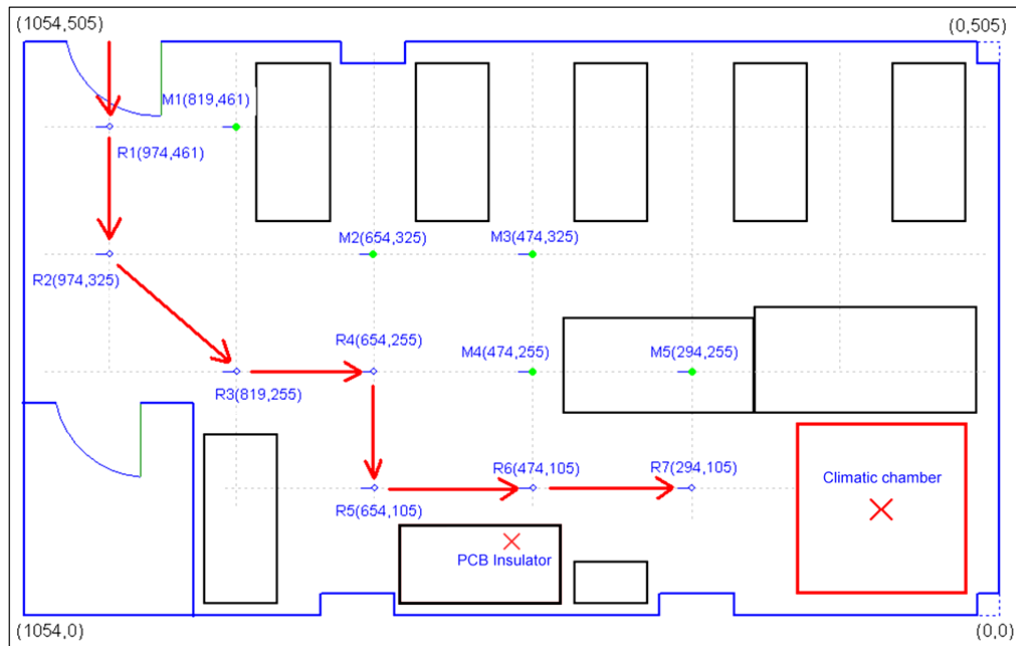 (1054,505)
(0,505)
M1(819,461)
R1(974,461)
M2(654,325)
M3(474,325)
R2(974,325)
R4(654,255)
M4(474,255)
M5(294,255)
R3(819,255)
R6(474,105)
R7(294,105)
Climatic chamber
R5(654,105)
PCB Insulator
(1054,0)
(0,0)